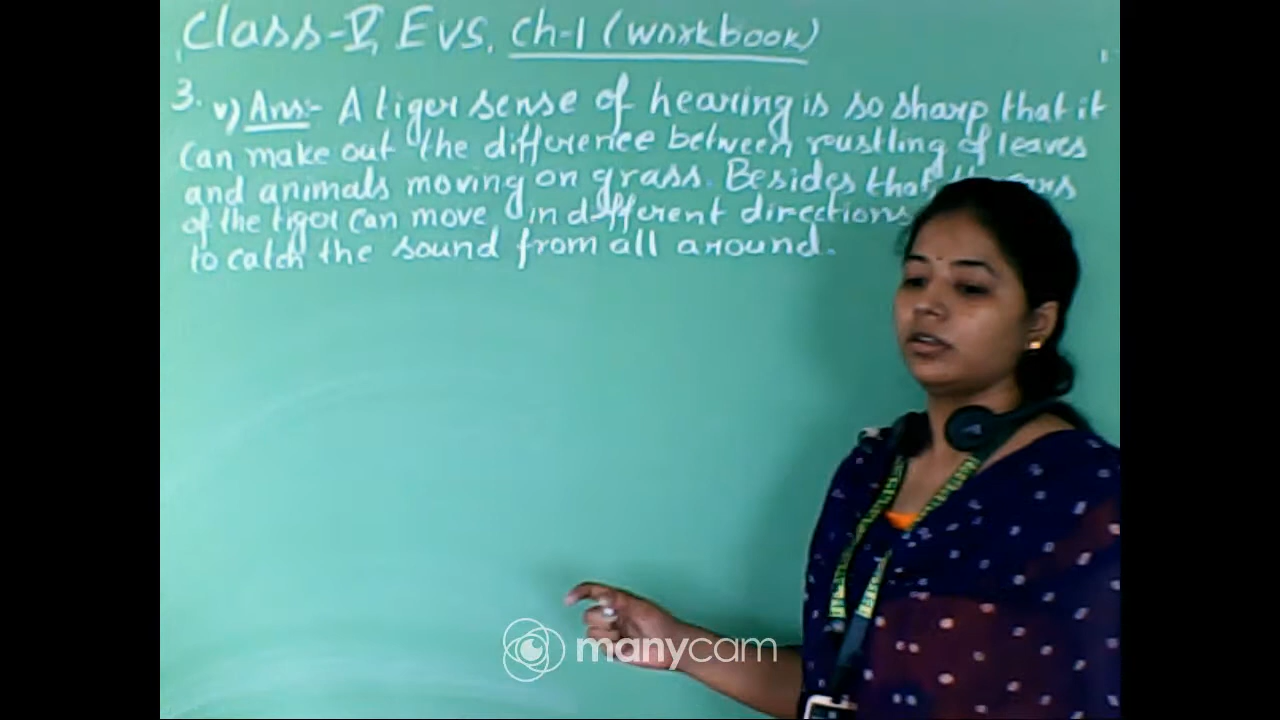 Class-V, EVS, Ch-1 (workbook)
3. v) Ans:- A tiger sense of hearing is so sharp that it
can make out the difference between rustling of leaves
and animals moving on grass. Besides that
of the tiger can move in different directions
to catch the sound from all around.
manycam